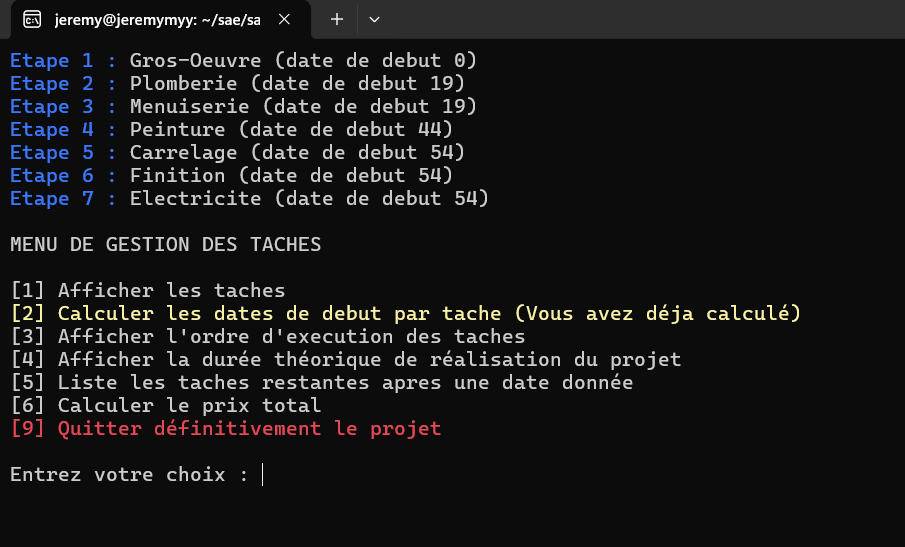 jeremy@jeremymyy: ~/sae/sa
Etape 1 : Gros-Oeuvre (date de debut 0)
Etape 2 : Plomberie (date de debut 19)
Etape 3 : Menuiserie (date de debut 19)
Etape 4 : Peinture (date de debut 44)
Etape 5 : Carrelage (date de debut 54)
Etape 6 : Finition (date de debut 54)
Etape 7 : Electricite (date de debut 54)
MENU DE GESTION DES TACHES
[1] Afficher les taches
[2] Calculer les dates de debut par tache (Vous avez déja calculé)
[3] Afficher l'ordre d'execution des taches
[4] Afficher la durée théorique de réalisation du projet
[5] Liste les taches restantes apres une date donnée
[6] Calculer le prix total
[9] Quitter définitivement le projet
Entrez votre choix :